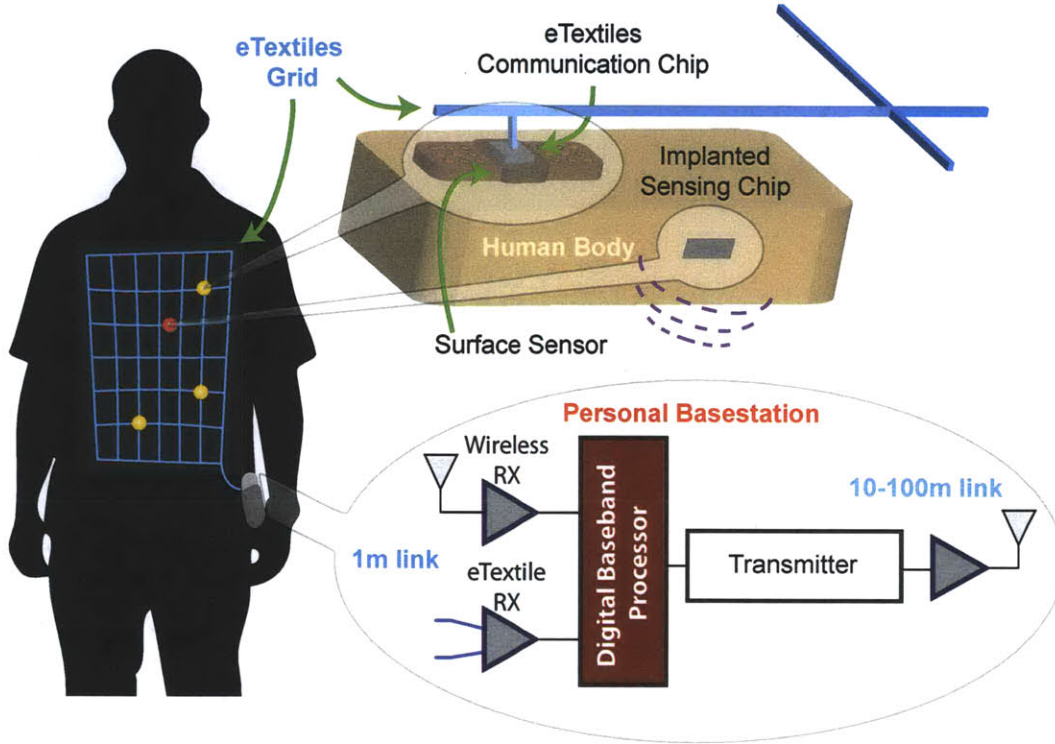 eTextiles
Grid
eTextiles
Communication Chip
Implanted
Sensing Chip
Human Body
Surface Sensor
Personal Basestation
Wireless
RX
10-100m link
1m link
eTextile
RX
Digital Baseband
Processor
Transmitter